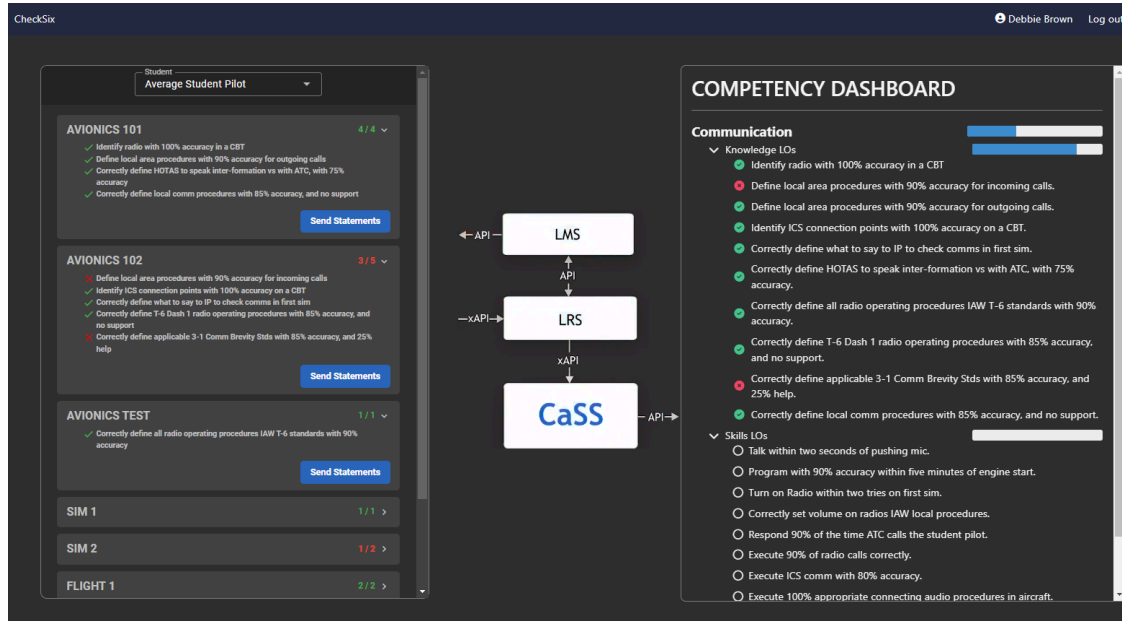 CheckSix
Debbie Brown Log out
Student
Average Student Pilot
AVIONICS 101 4 / 4
Identify radio with 100% accuracy in a CBT
Define local area procedures with 90% accuracy for outgoing calls
Correctly define HOTAS to speak inter-formation vs with ATC, with 75%
accuracy
Correctly define local comm procedures with 85% accuracy, and no support
Send Statements
AVIONICS 102 3 / 5
Define local area procedures with 90% accuracy for incoming calls
Identify ICS connection points with 100% accuracy on a CBT
Correctly define what to say to IP to check comms in first sim
Correctly define T-6 Dash 1 radio operating procedures with 85% accuracy, and
no support
Correctly define applicable 3-1 Comm Brevity Stds with 85% accuracy, and 25%
help
Send Statements
AVIONICS TEST 1 / 1
Correctly define all radio operating procedures IAW T-6 standards with 90%
accuracy
Send Statements
SIM 1 1 / 1
SIM 2 1 / 2
FLIGHT 1 2 / 2
API
LMS
API
xAPI
LRS
xAPI
CaSS
API
COMPETENCY DASHBOARD
Communication
Knowledge LOs
Identify radio with 100% accuracy in a CBT
Define local area procedures with 90% accuracy for incoming calls.
Define local area procedures with 90% accuracy for outgoing calls.
Identify ICS connection points with 100% accuracy on a CBT.
Correctly define what to say to IP to check comms in first sim.
Correctly define HOTAS to speak inter-formation vs with ATC, with 75%
accuracy.
Correctly define all radio operating procedures IAW T-6 standards with 90%
accuracy.
Correctly define T-6 Dash 1 radio operating procedures with 85% accuracy,
and no support.
Correctly define applicable 3-1 Comm Brevity Stds with 85% accuracy, and
25% help.
Correctly define local comm procedures with 85% accuracy, and no support.
Skills LOs
Talk within two seconds of pushing mic.
Program with 90% accuracy within five minutes of engine start.
Turn on Radio within two tries on first sim.
Correctly set volume on radios IAW local procedures.
Respond 90% of the time ATC calls the student pilot.
Execute 90% of radio calls correctly.
Execute ICS comm with 80% accuracy.
Execute 100% appropriate connecting audio procedures in aircraft.